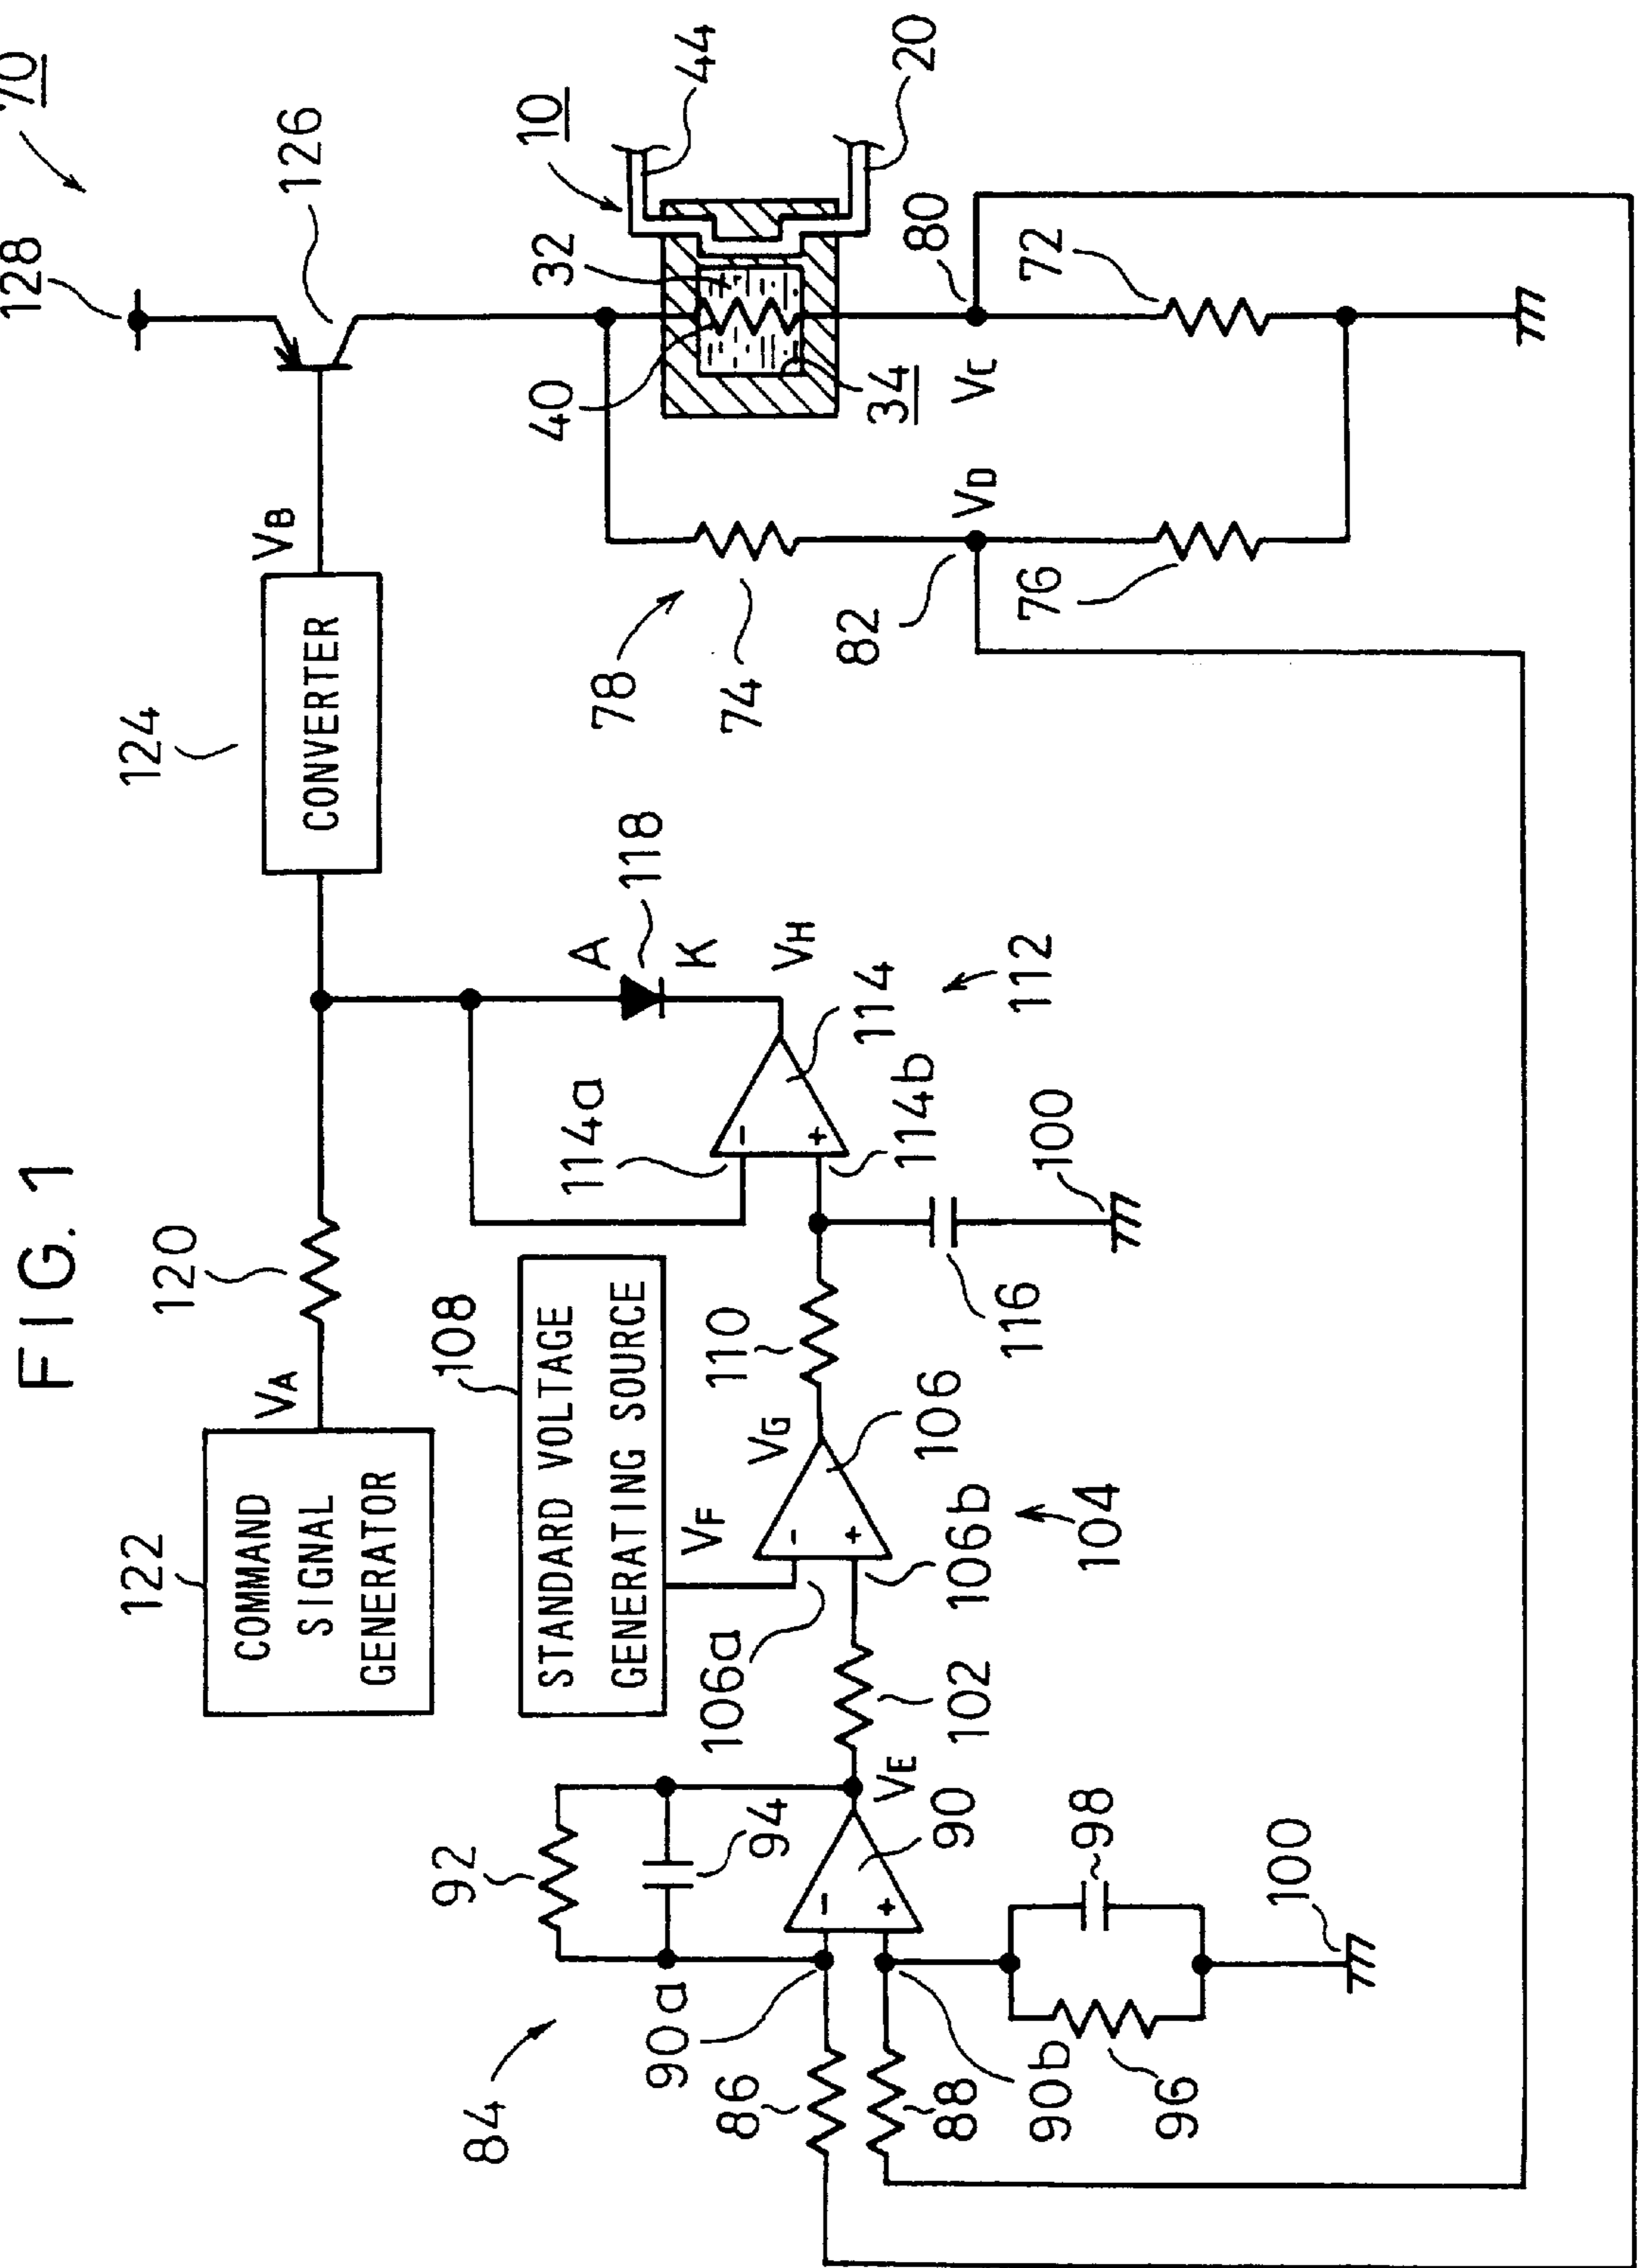 FIG. 1
70
128
126
124
VB
CONVERTER
120
VA
122
COMMAND
SIGNAL
GENERATOR
108
STANDARD VOLTAGE
GENERATING SOURCE
VF
106a
106b
106
104
VG
110
116
100
114a
114b
114
112
VH
A
K
118
10
44
20
32
40
34
80
VC
72
VD
82
76
78
74
92
94
VE
90
102
98
100
96
90a
90b
84
86
88